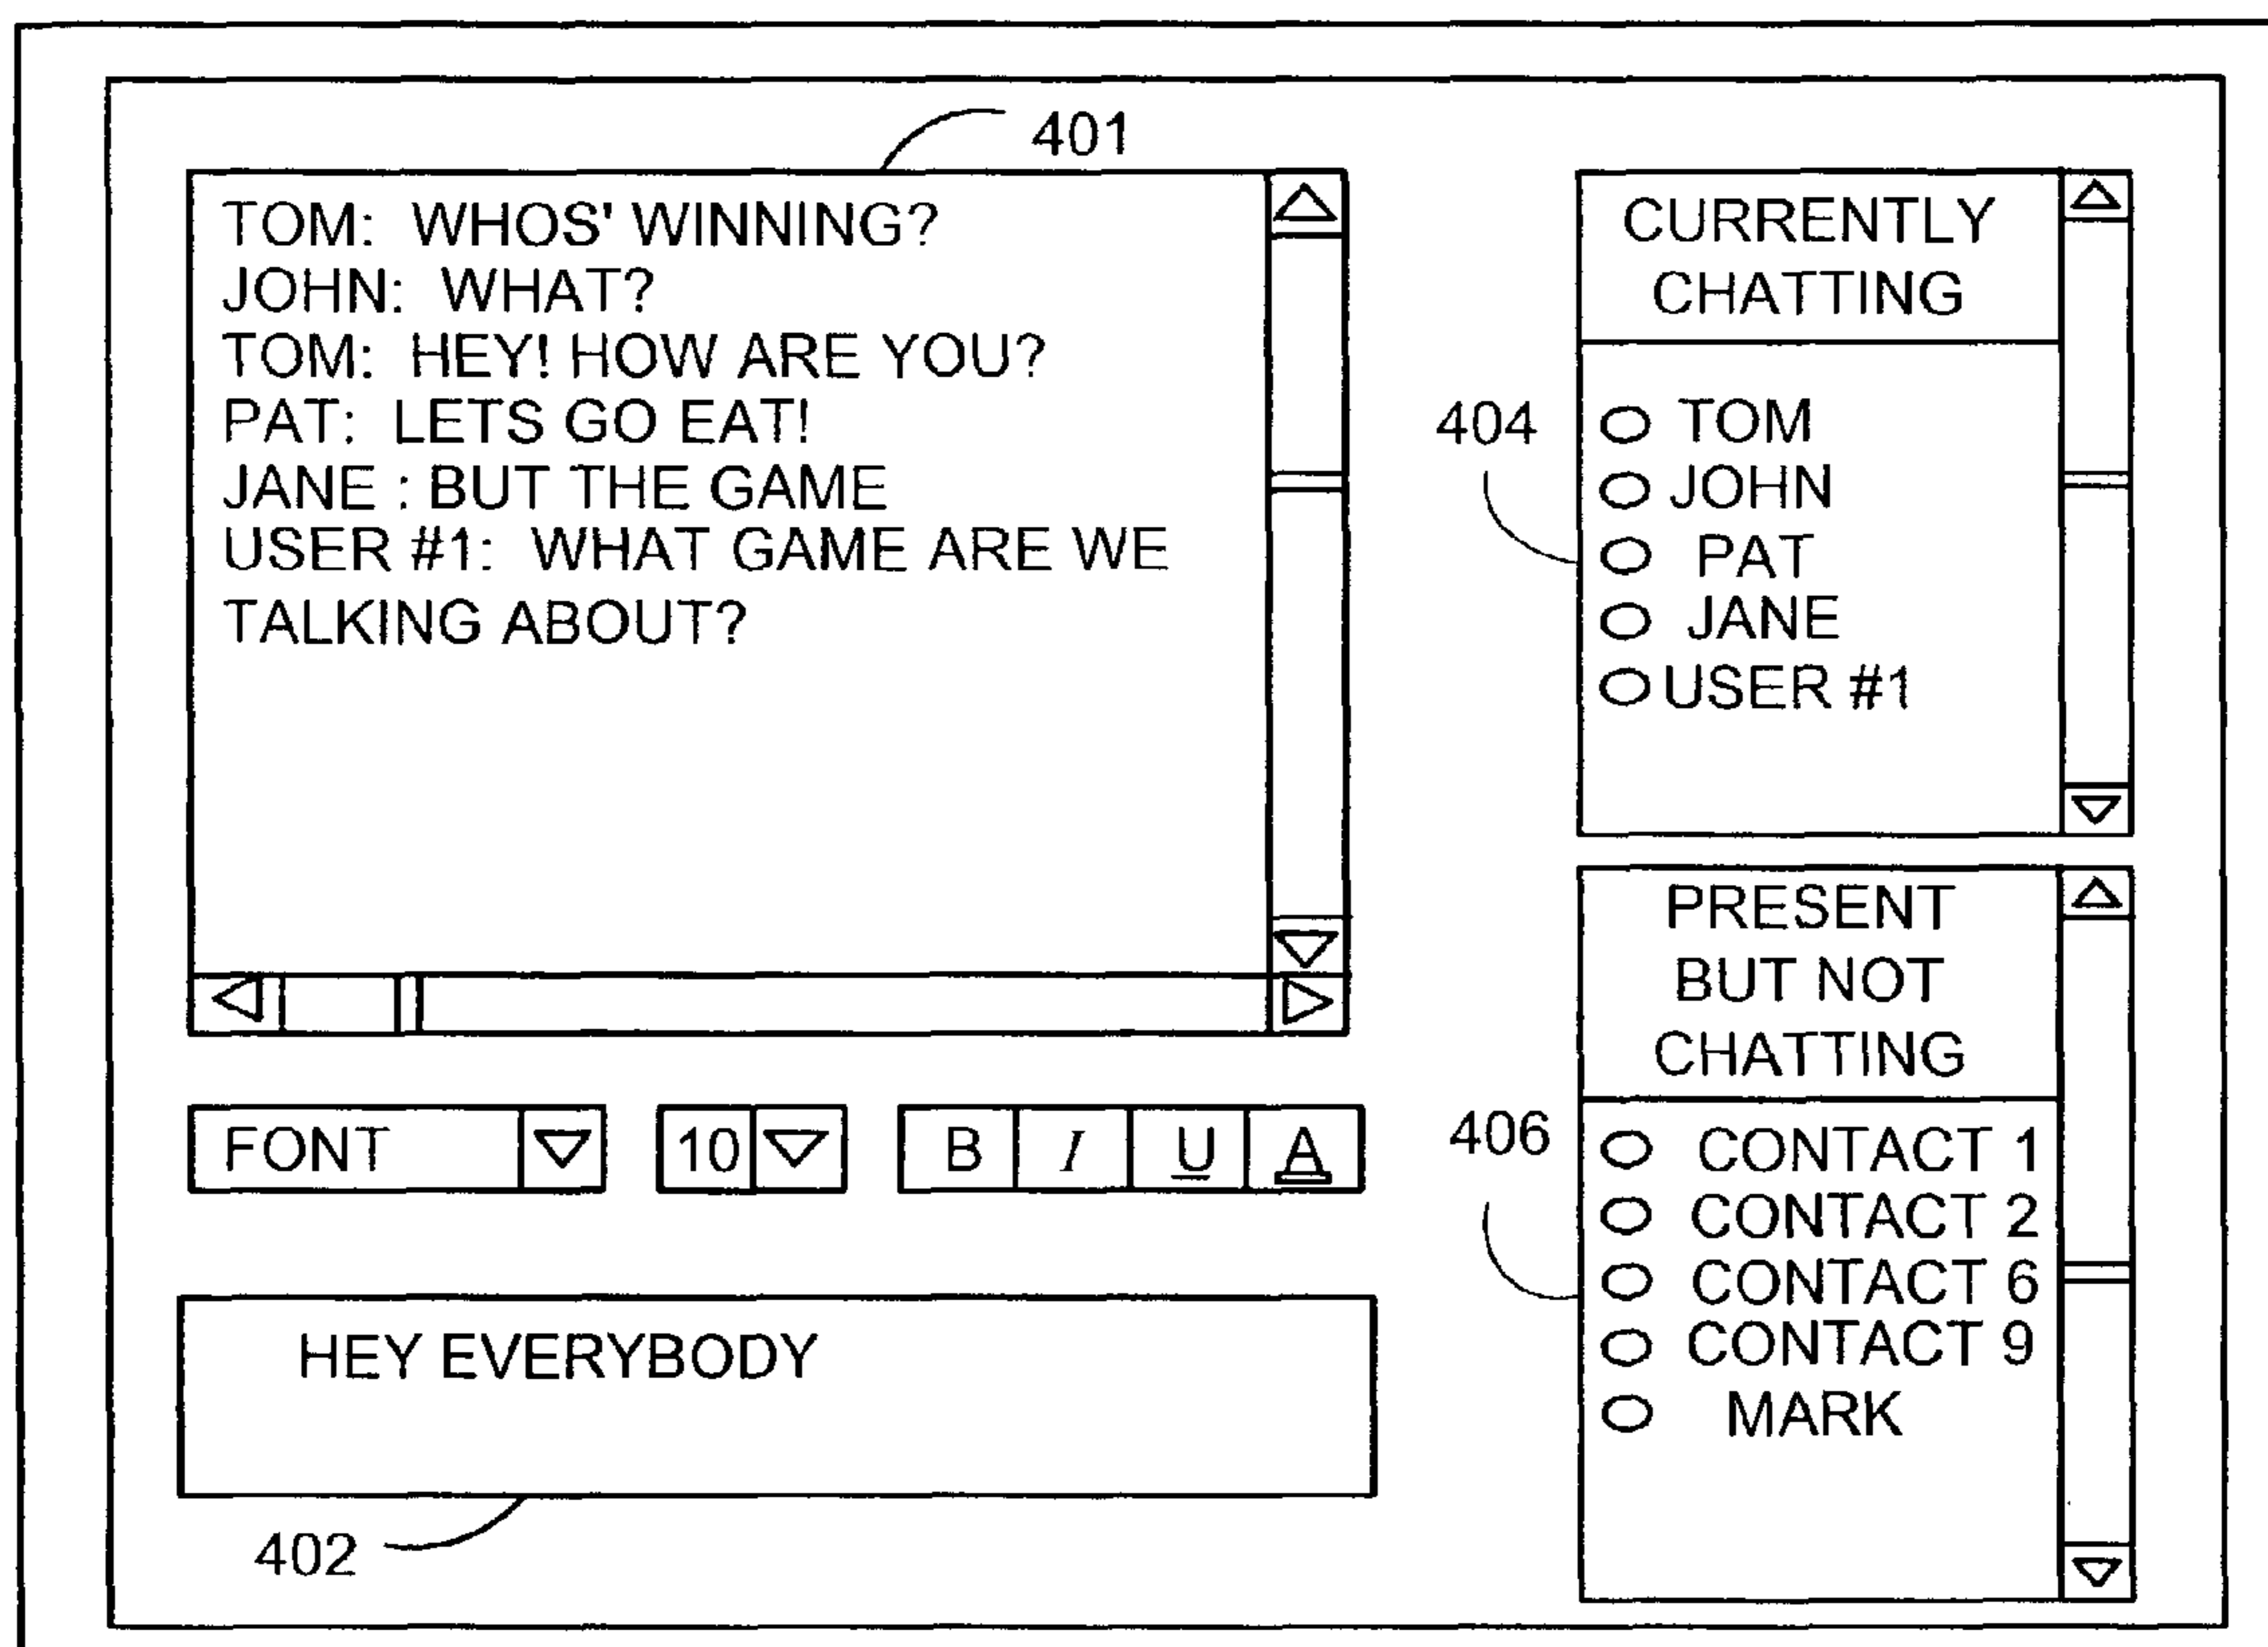 401
TOM: WHOS' WINNING?
JOHN: WHAT?
TOM: HEY! HOW ARE YOU?
PAT: LETS GO EAT!
JANE : BUT THE GAME
USER #1: WHAT GAME ARE WE
TALKING ABOUT?
FONT 10 B I U A
HEY EVERYBODY
402
CURRENTLY
CHATTING
404
TOM
JOHN
PAT
JANE
USER #1
PRESENT
BUT NOT
CHATTING
406
CONTACT 1
CONTACT 2
CONTACT 6
CONTACT 9
MARK